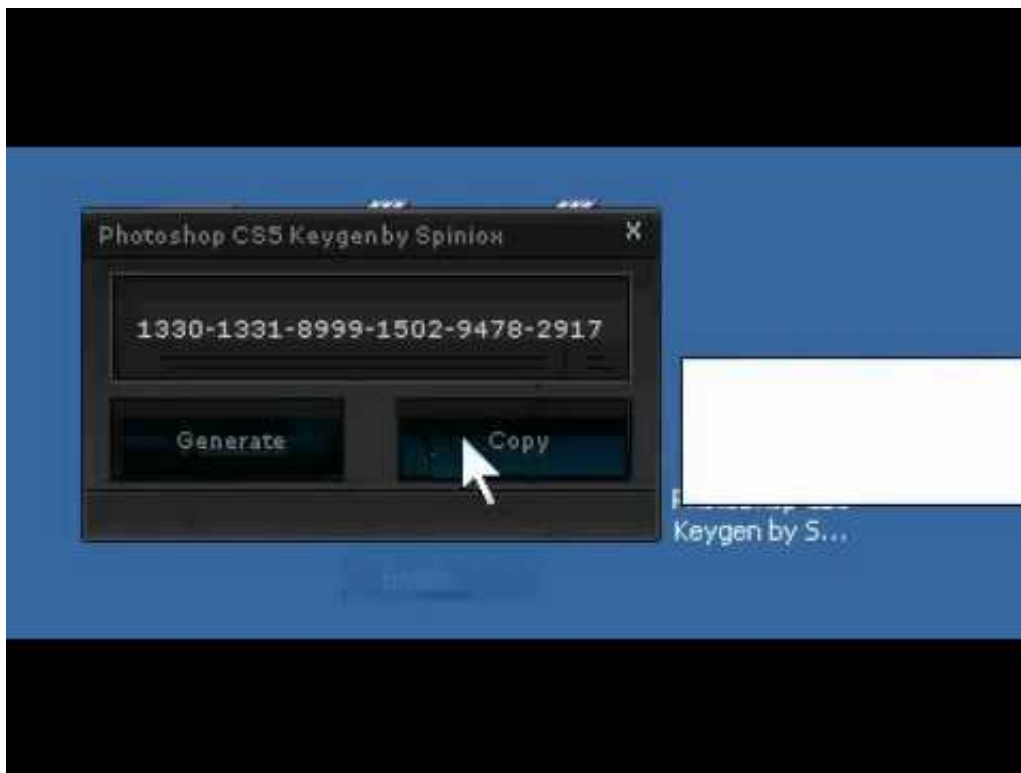 Photoshop CS5 Keygen by Spiniox
X
1330-1331-8999-1502-9478-2917
Generate
Copy
Keygen by S...